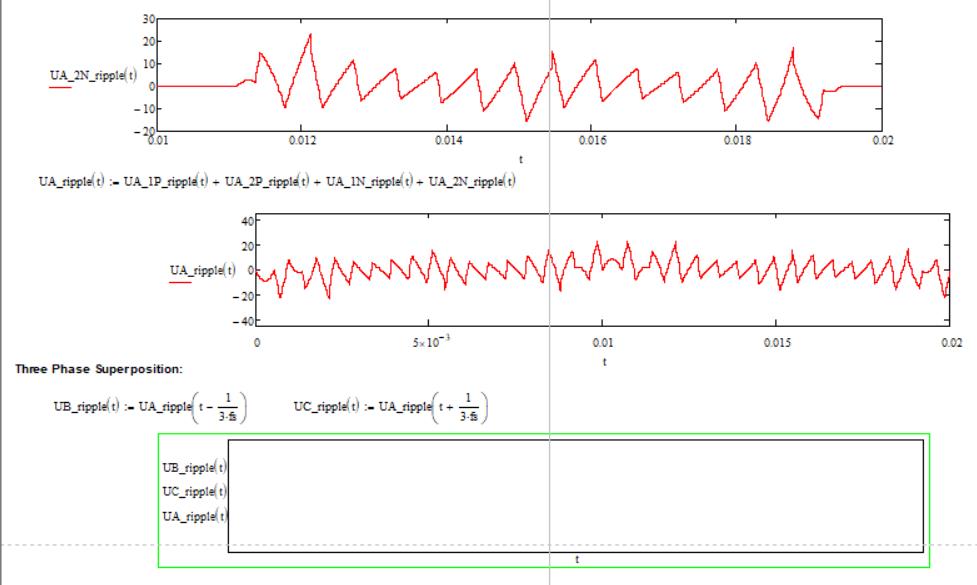 30
20
10
UA_2N_ripple(t)
0
−10
−20
0.01 0.012 0.014 0.016 0.018 0.02
t
UA_ripple(t) := UA_1P_ripple(t) + UA_2P_ripple(t) + UA_1N_ripple(t) + UA_2N_ripple(t)
40
20
UA_ripple(t) 0
−20
−40
0 5×10⁻³ 0.01 0.015 0.02
t
Three Phase Superposition:
UB_ripple(t) := UA_ripple(t − 1/(3·fs)) UC_ripple(t) := UA_ripple(t + 1/(3·fs))
UB_ripple(t)
UC_ripple(t)
UA_ripple(t)
t